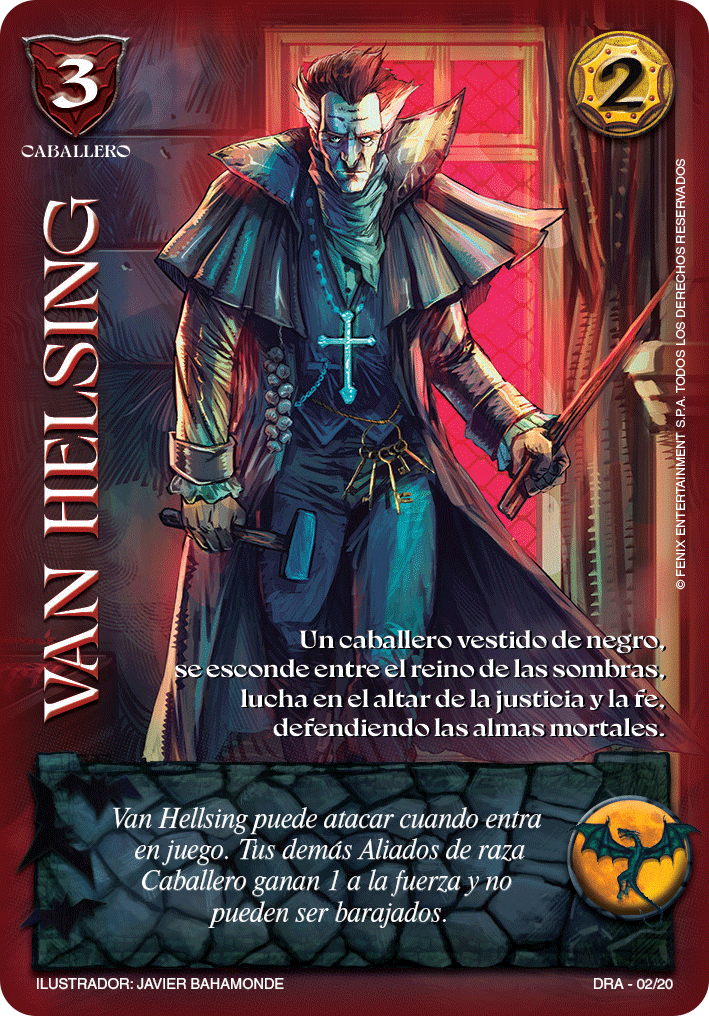 3
CABALLERO
2
VAN HELSING
© FENIX ENTERTAINMENT S.P.A. TODOS LOS DERECHOS RESERVADOS
Un caballero vestido de negro,
se esconde entre el reino de las sombras,
lucha en el altar de la justicia y la fe,
defendiendo las almas mortales.
Van Hellsing puede atacar cuando entra
en juego. Tus demás Aliados de raza
Caballero ganan 1 a la fuerza y no
pueden ser barajados.
ILUSTRADOR: JAVIER BAHAMONDE
DRA - 02/20